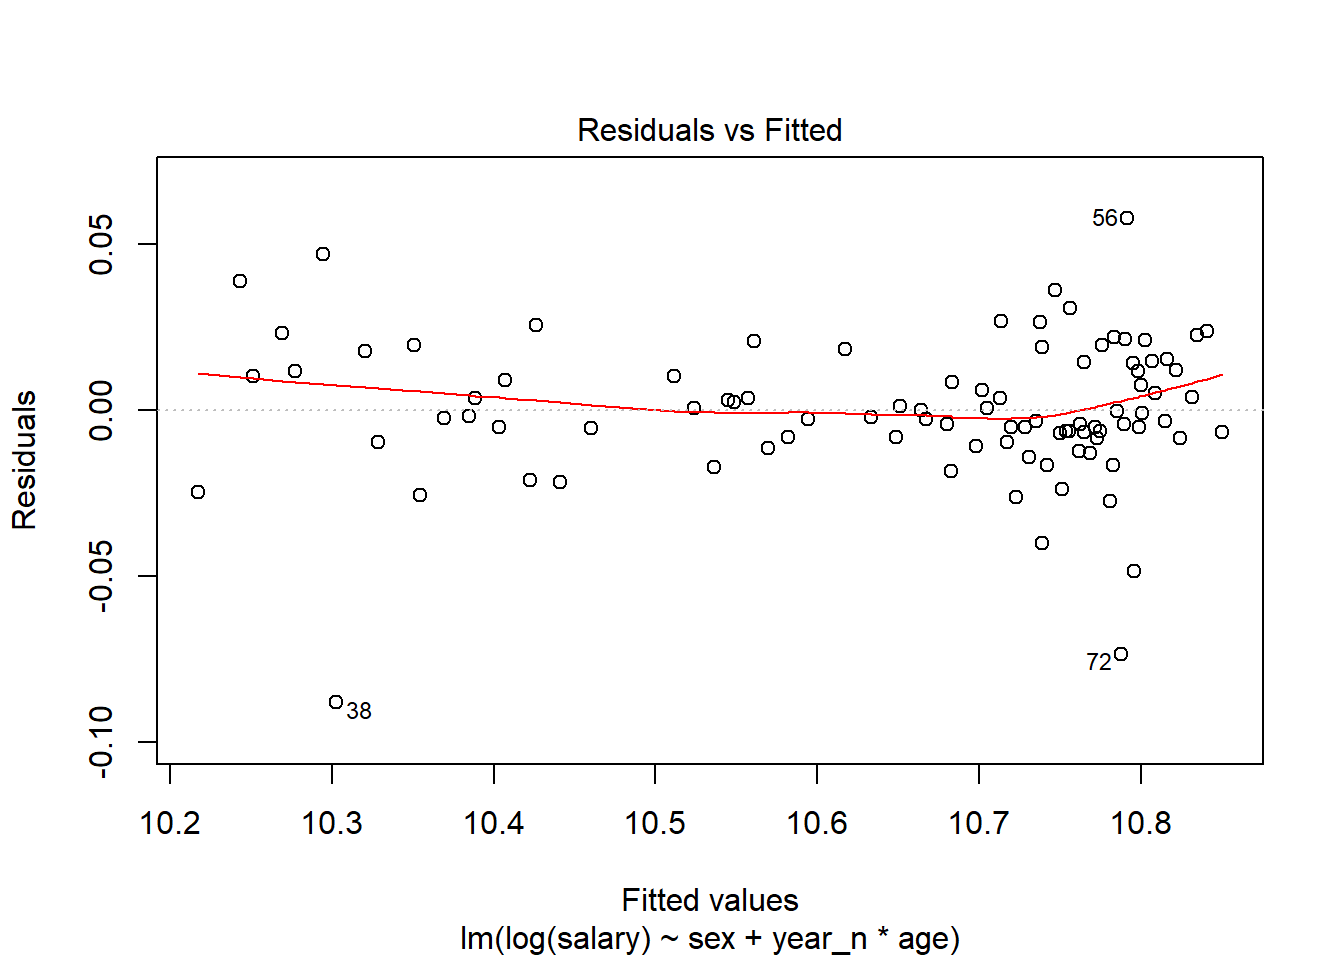 Residuals vs Fitted
Residuals
0.05
0.00
-0.05
-0.10
56
72
38
10.2 10.3 10.4 10.5 10.6 10.7 10.8
Fitted values
lm(log(salary) ~ sex + year_n * age)